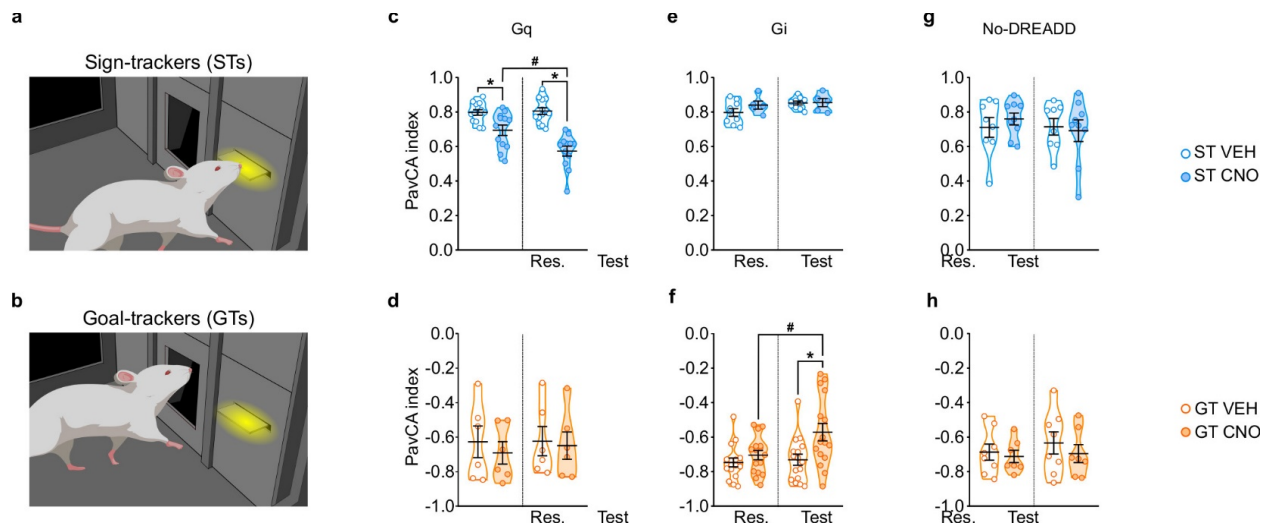 a
Sign-trackers (STs)
b
Goal-trackers (GTs)
c
Gq
PavCA index
1.0
0.8
0.6
0.4
0.2
0.0
*
#
*
Res. Test
d
PavCA index
-0.0
-0.2
-0.4
-0.6
-0.8
-1.0
Res. Test
e
Gi
1.0
0.8
0.6
0.4
0.2
0.0
Res. Test
f
-0.0
-0.2
-0.4
-0.6
-0.8
-1.0
#
*
Res. Test
g
No-DREADD
1.0
0.8
0.6
0.4
0.2
0.0
Res. Test
h
-0.0
-0.2
-0.4
-0.6
-0.8
-1.0
Res. Test
ST VEH
ST CNO
GT VEH
GT CNO